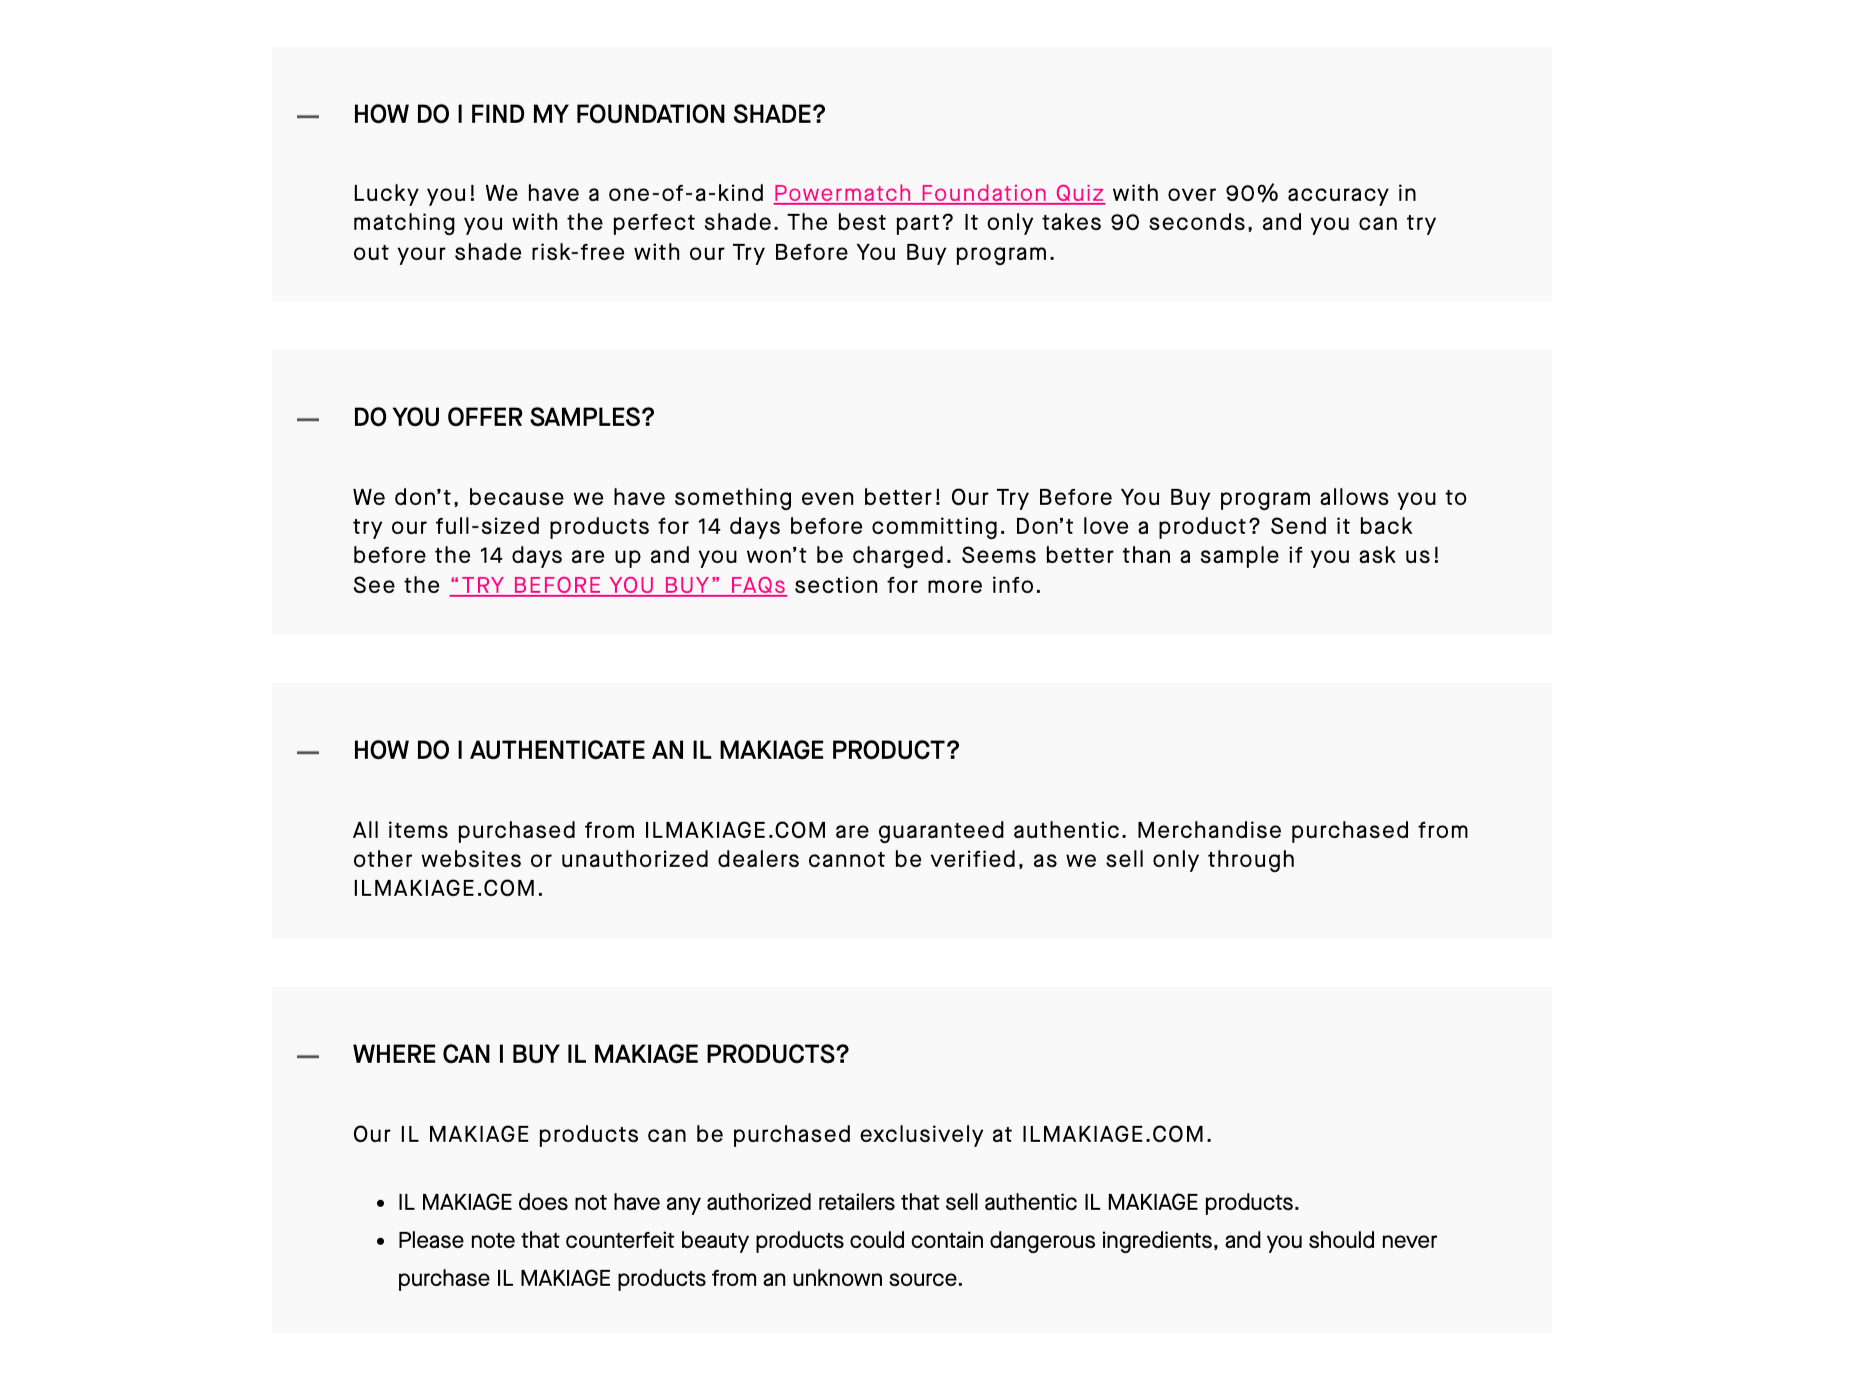 HOW DO I FIND MY FOUNDATION SHADE?
Lucky you! We have a one-of-a-kind Powermatch Foundation Quiz with over 90% accuracy in
matching you with the perfect shade. The best part? It only takes 90 seconds, and you can try
out your shade risk-free with our Try Before You Buy program.
DO YOU OFFER SAMPLES?
We don’t, because we have something even better! Our Try Before You Buy program allows you to
try our full-sized products for 14 days before committing. Don’t love a product? Send it back
before the 14 days are up and you won’t be charged. Seems better than a sample if you ask us!
See the “TRY BEFORE YOU BUY” FAQs section for more info.
HOW DO I AUTHENTICATE AN IL MAKIAGE PRODUCT?
All items purchased from ILMAKIAGE.COM are guaranteed authentic. Merchandise purchased from
other websites or unauthorized dealers cannot be verified, as we sell only through
ILMAKIAGE.COM.
WHERE CAN I BUY IL MAKIAGE PRODUCTS?
Our IL MAKIAGE products can be purchased exclusively at ILMAKIAGE.COM.
• IL MAKIAGE does not have any authorized retailers that sell authentic IL MAKIAGE products.
• Please note that counterfeit beauty products could contain dangerous ingredients, and you should never
purchase IL MAKIAGE products from an unknown source.